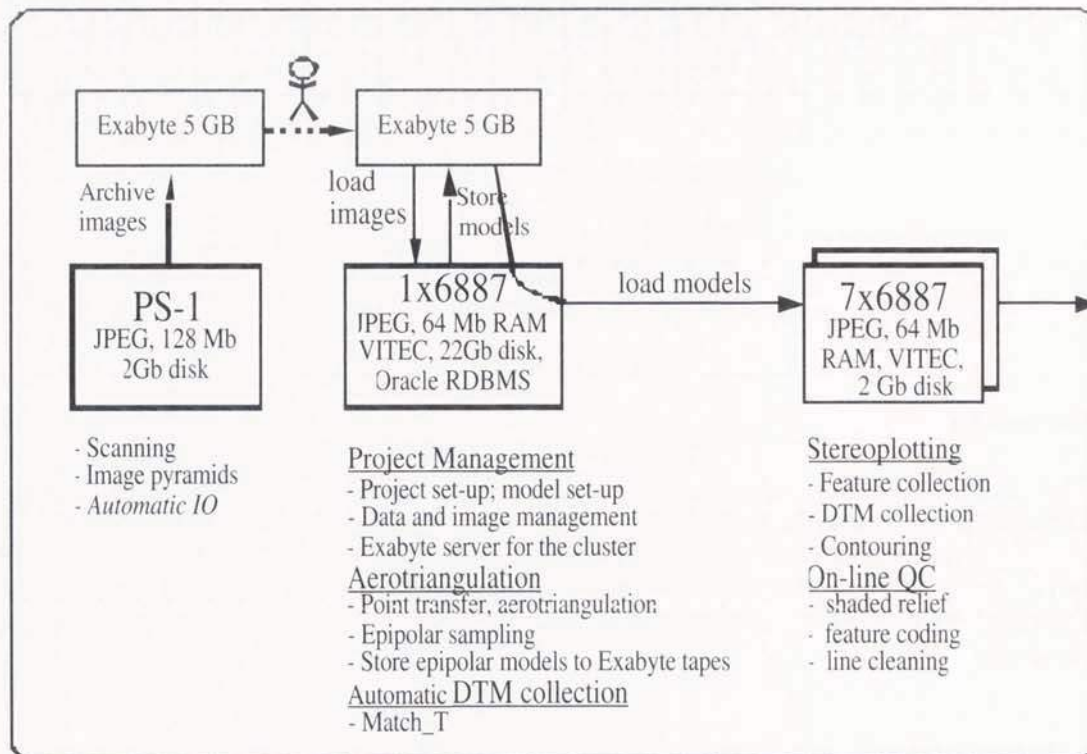 Exabyte 5 GB
Exabyte 5 GB
Archive
images
load
images
Store
models
PS-1
JPEG, 128 Mb
2Gb disk
1x6887
JPEG, 64 Mb RAM
VITEC, 22Gb disk,
Oracle RDBMS
load models
7x6887
JPEG, 64 Mb
RAM, VITEC,
2 Gb disk
- Scanning
- Image pyramids
- Automatic IO
Project Management
- Project set-up; model set-up
- Data and image management
- Exabyte server for the cluster
Aerotriangulation
- Point transfer, aerotriangulation
- Epipolar sampling
- Store epipolar models to Exabyte tapes
Automatic DTM collection
- Match_T
Stereoplotting
- Feature collection
- DTM collection
- Contouring
On-line QC
- shaded relief
- feature coding
- line cleaning